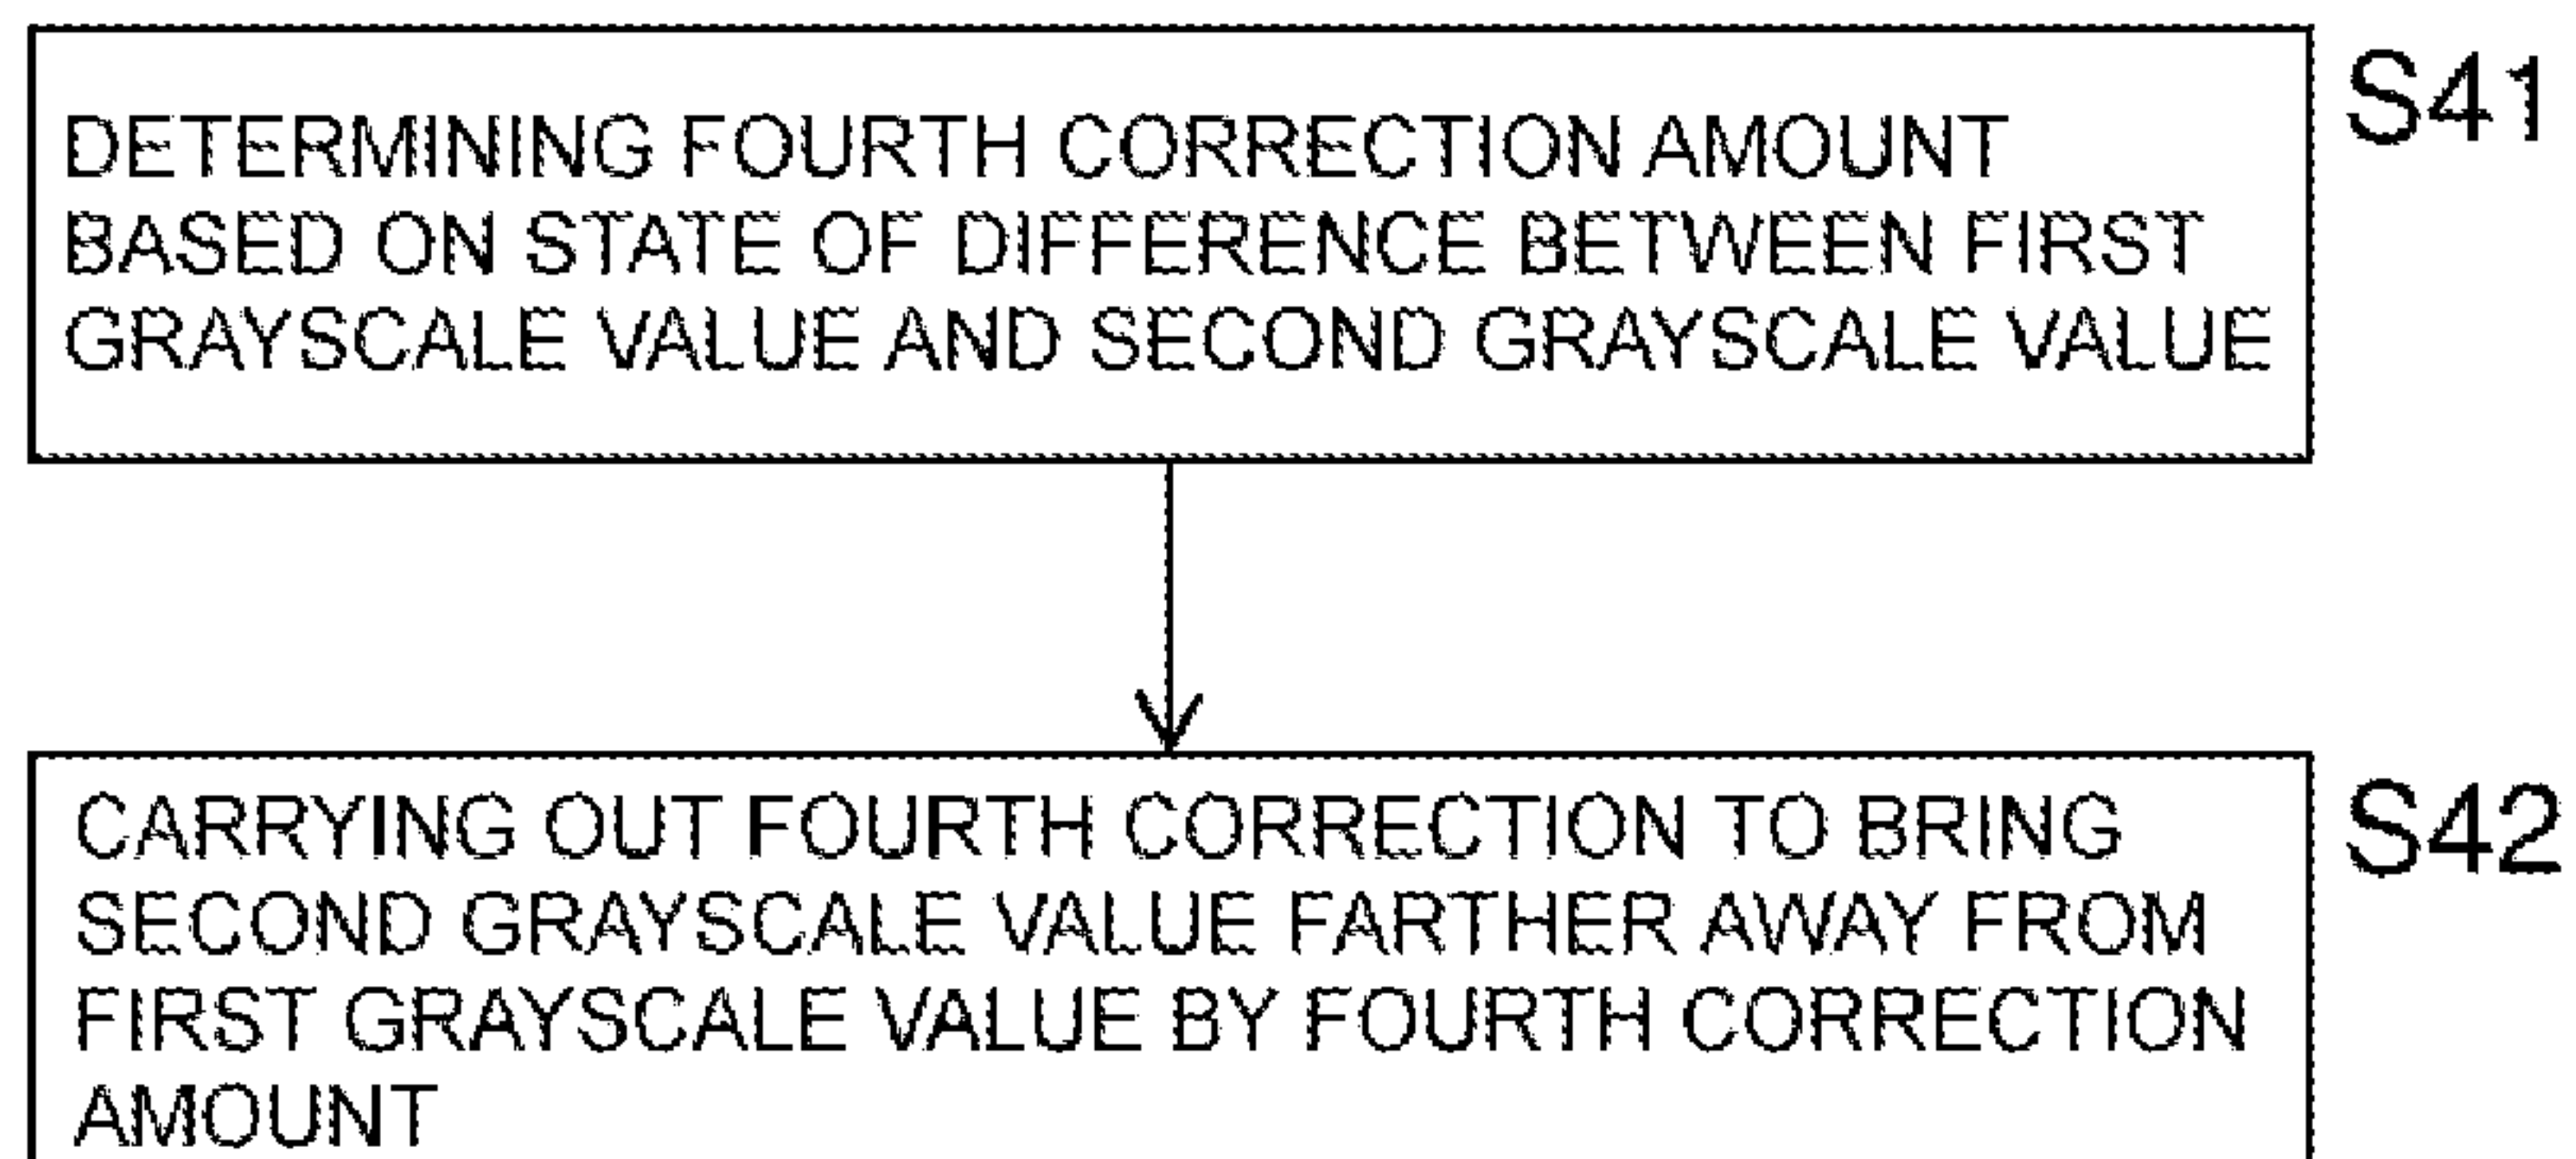 S41
DETERMINING FOURTH CORRECTION AMOUNT
BASED ON STATE OF DIFFERENCE BETWEEN FIRST
GRAYSCALE VALUE AND SECOND GRAYSCALE VALUE
S42
CARRYING OUT FOURTH CORRECTION TO BRING
SECOND GRAYSCALE VALUE FARTHER AWAY FROM
FIRST GRAYSCALE VALUE BY FOURTH CORRECTION
AMOUNT